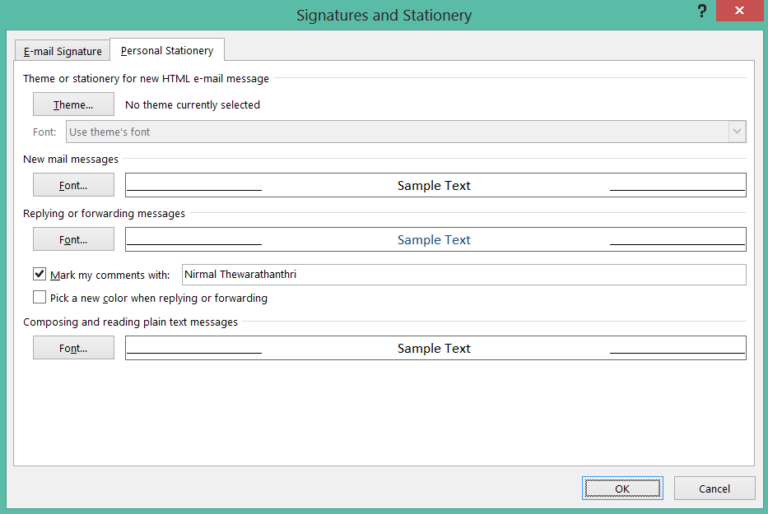 Signatures and Stationery
?
E-mail Signature
Personal Stationery
Theme or stationery for new HTML e-mail message
Theme... No theme currently selected
Font: Use theme's font
New mail messages
Font... Sample Text
Replying or forwarding messages
Font... Sample Text
Mark my comments with: Nirmal Thewarathanthri
Pick a new color when replying or forwarding
Composing and reading plain text messages
Font... Sample Text
OK Cancel